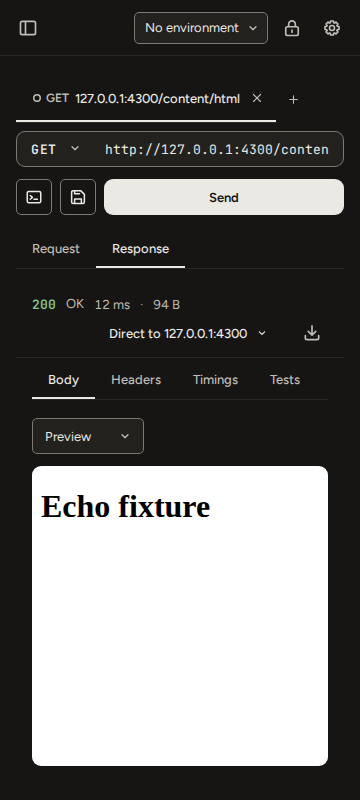 No environment
GET 127.0.0.1:4300/content/html
GET http://127.0.0.1:4300/conten
Send
Request Response
200 OK 12 ms · 94 B
Direct to 127.0.0.1:4300
Body Headers Timings Tests
Preview
Echo fixture